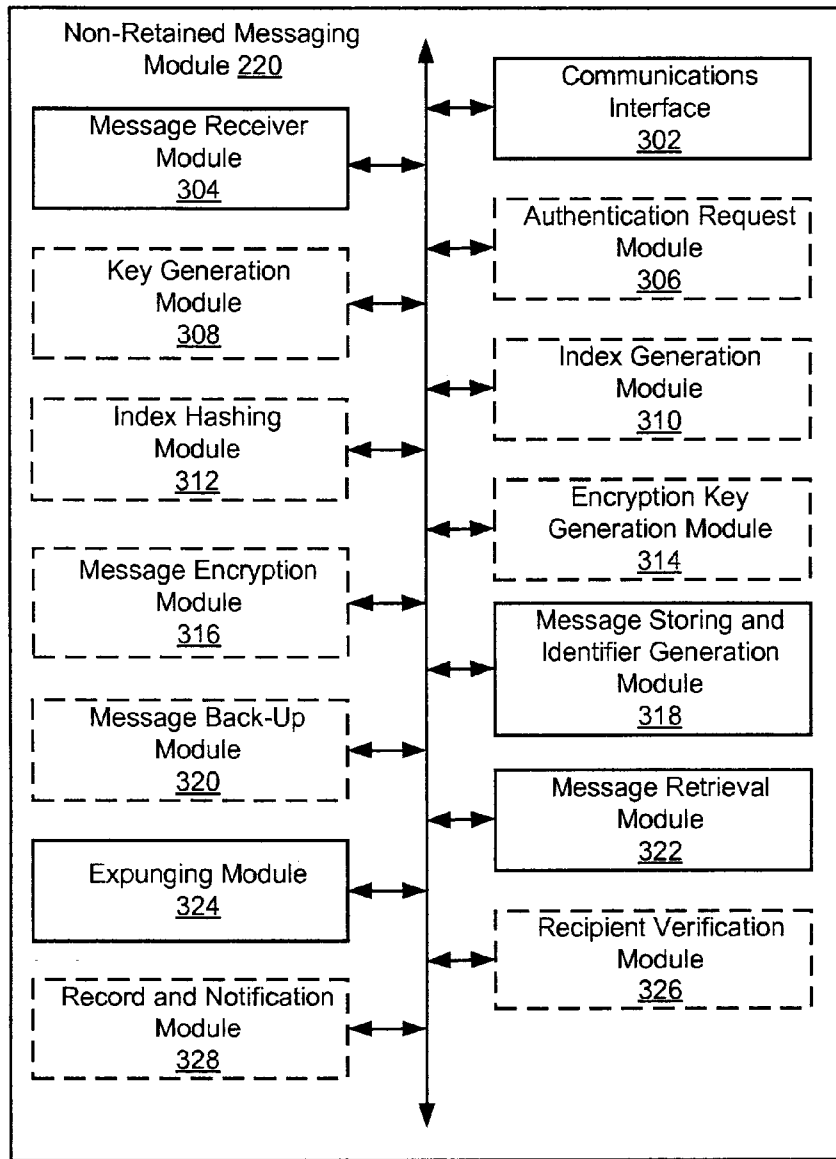 Non-Retained Messaging
Module 220
Communications
Interface
302
Message Receiver
Module
304
Authentication Request
Module
306
Key Generation
Module
308
Index Generation
Module
310
Index Hashing
Module
312
Encryption Key
Generation Module
314
Message Encryption
Module
316
Message Storing and
Identifier Generation
Module
318
Message Back-Up
Module
320
Message Retrieval
Module
322
Expunging Module
324
Recipient Verification
Module
326
Record and Notification
Module
328